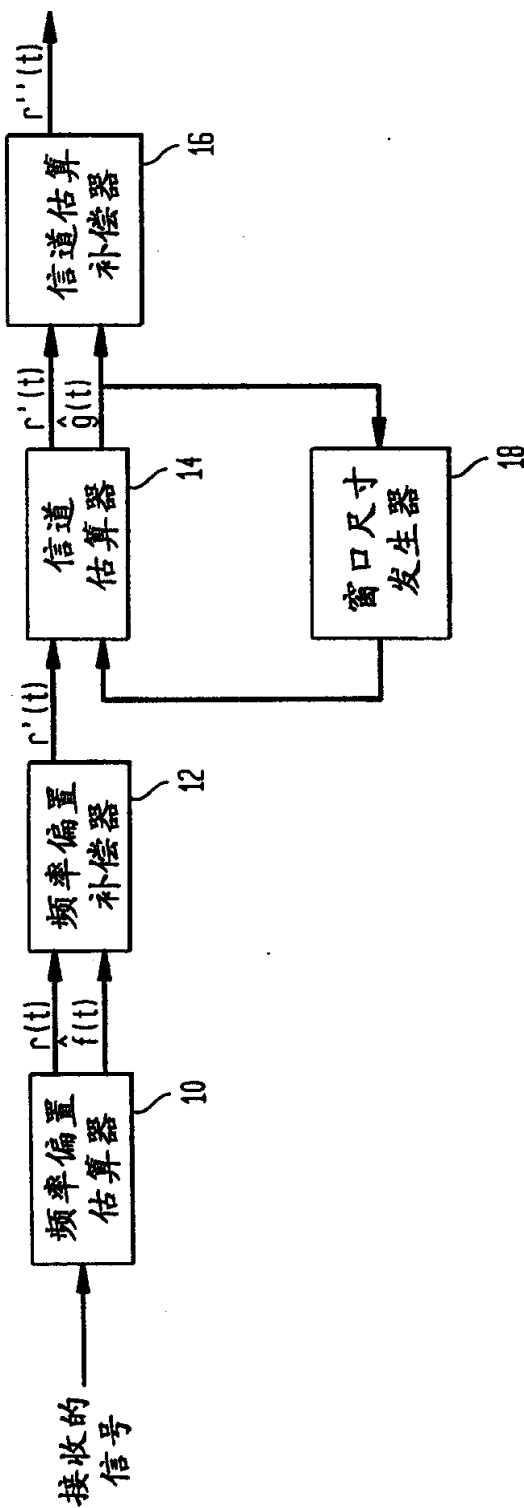 接收的
信号
频率偏置
估算器
10
r(t)
f̂(t)
频率偏置
补偿器
12
r'(t)
信道
估算器
14
r'(t)
ĝ(t)
信道估算
补偿器
16
r''(t)
窗口尺寸
发生器
18